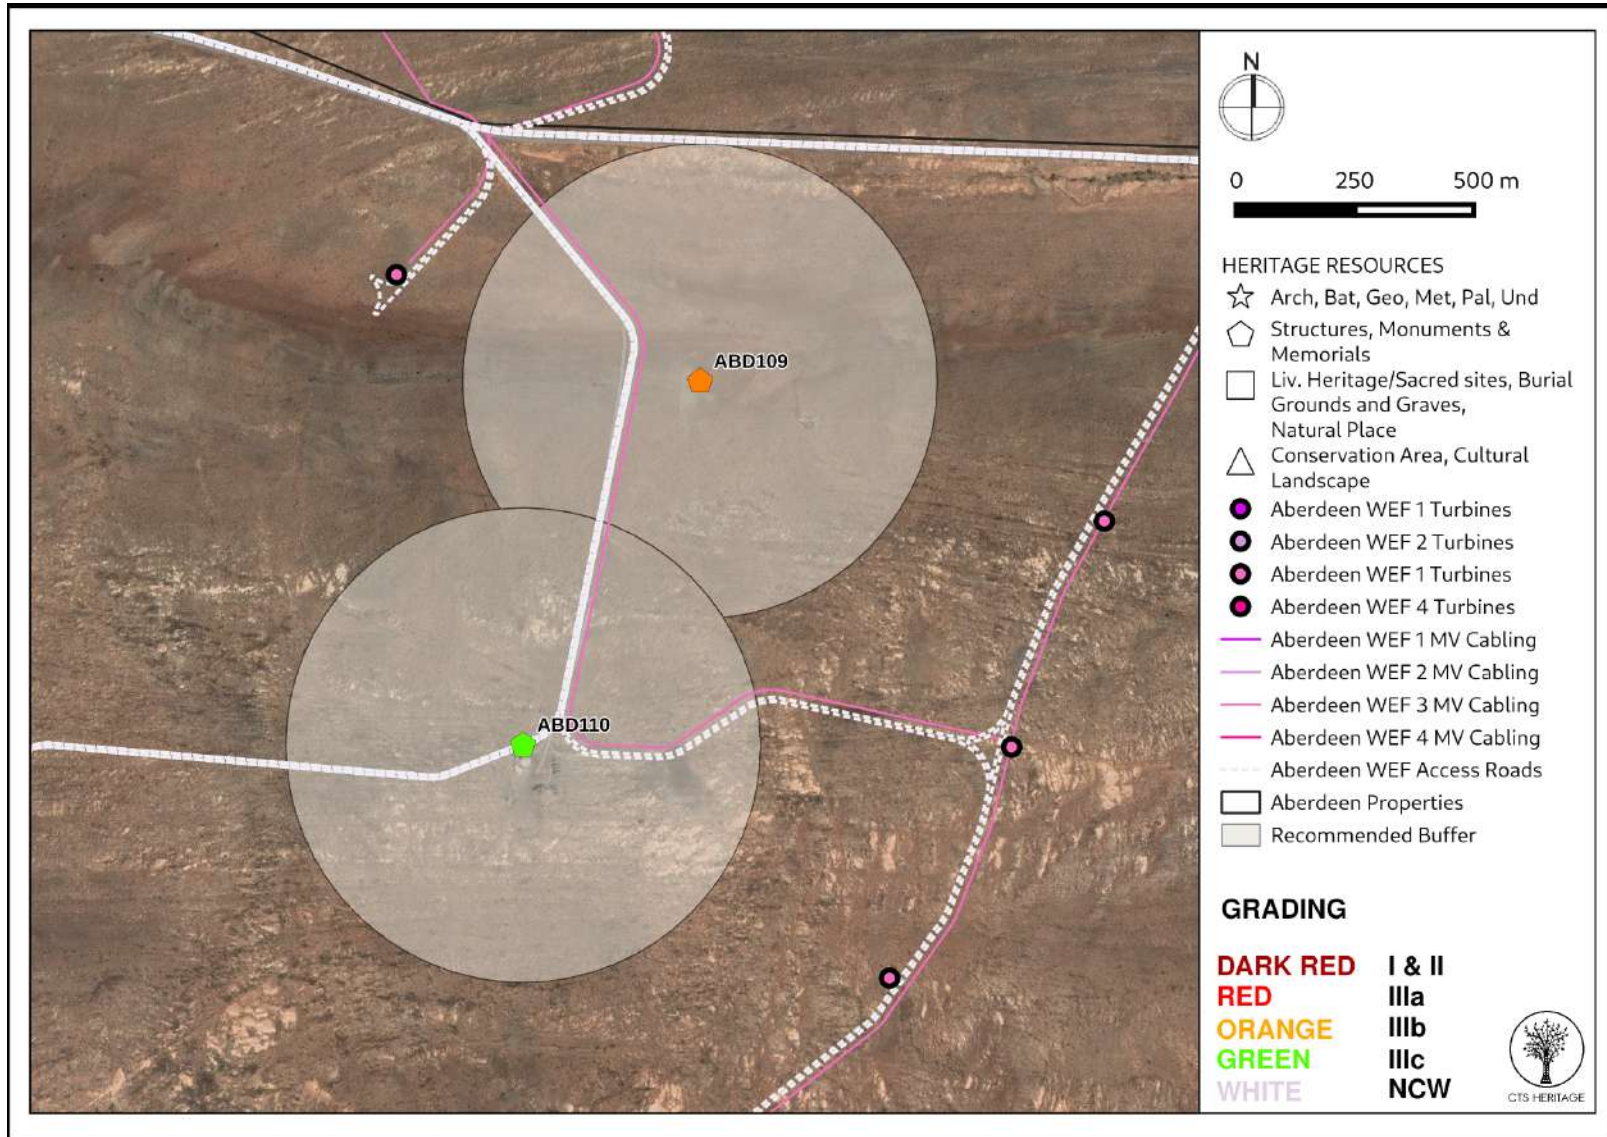 ABD109
ABD110
N
0 250 500 m
HERITAGE RESOURCES
Arch, Bat, Geo, Met, Pal, Und
Structures, Monuments &
Memorials
Liv. Heritage/Sacred sites, Burial
Grounds and Graves,
Natural Place
Conservation Area, Cultural
Landscape
Aberdeen WEF 1 Turbines
Aberdeen WEF 2 Turbines
Aberdeen WEF 1 Turbines
Aberdeen WEF 4 Turbines
Aberdeen WEF 1 MV Cabling
Aberdeen WEF 2 MV Cabling
Aberdeen WEF 3 MV Cabling
Aberdeen WEF 4 MV Cabling
Aberdeen WEF Access Roads
Aberdeen Properties
Recommended Buffer
GRADING
DARK RED I & II
RED IIIa
ORANGE IIIb
GREEN IIIc
WHITE NCW
CTS HERITAGE